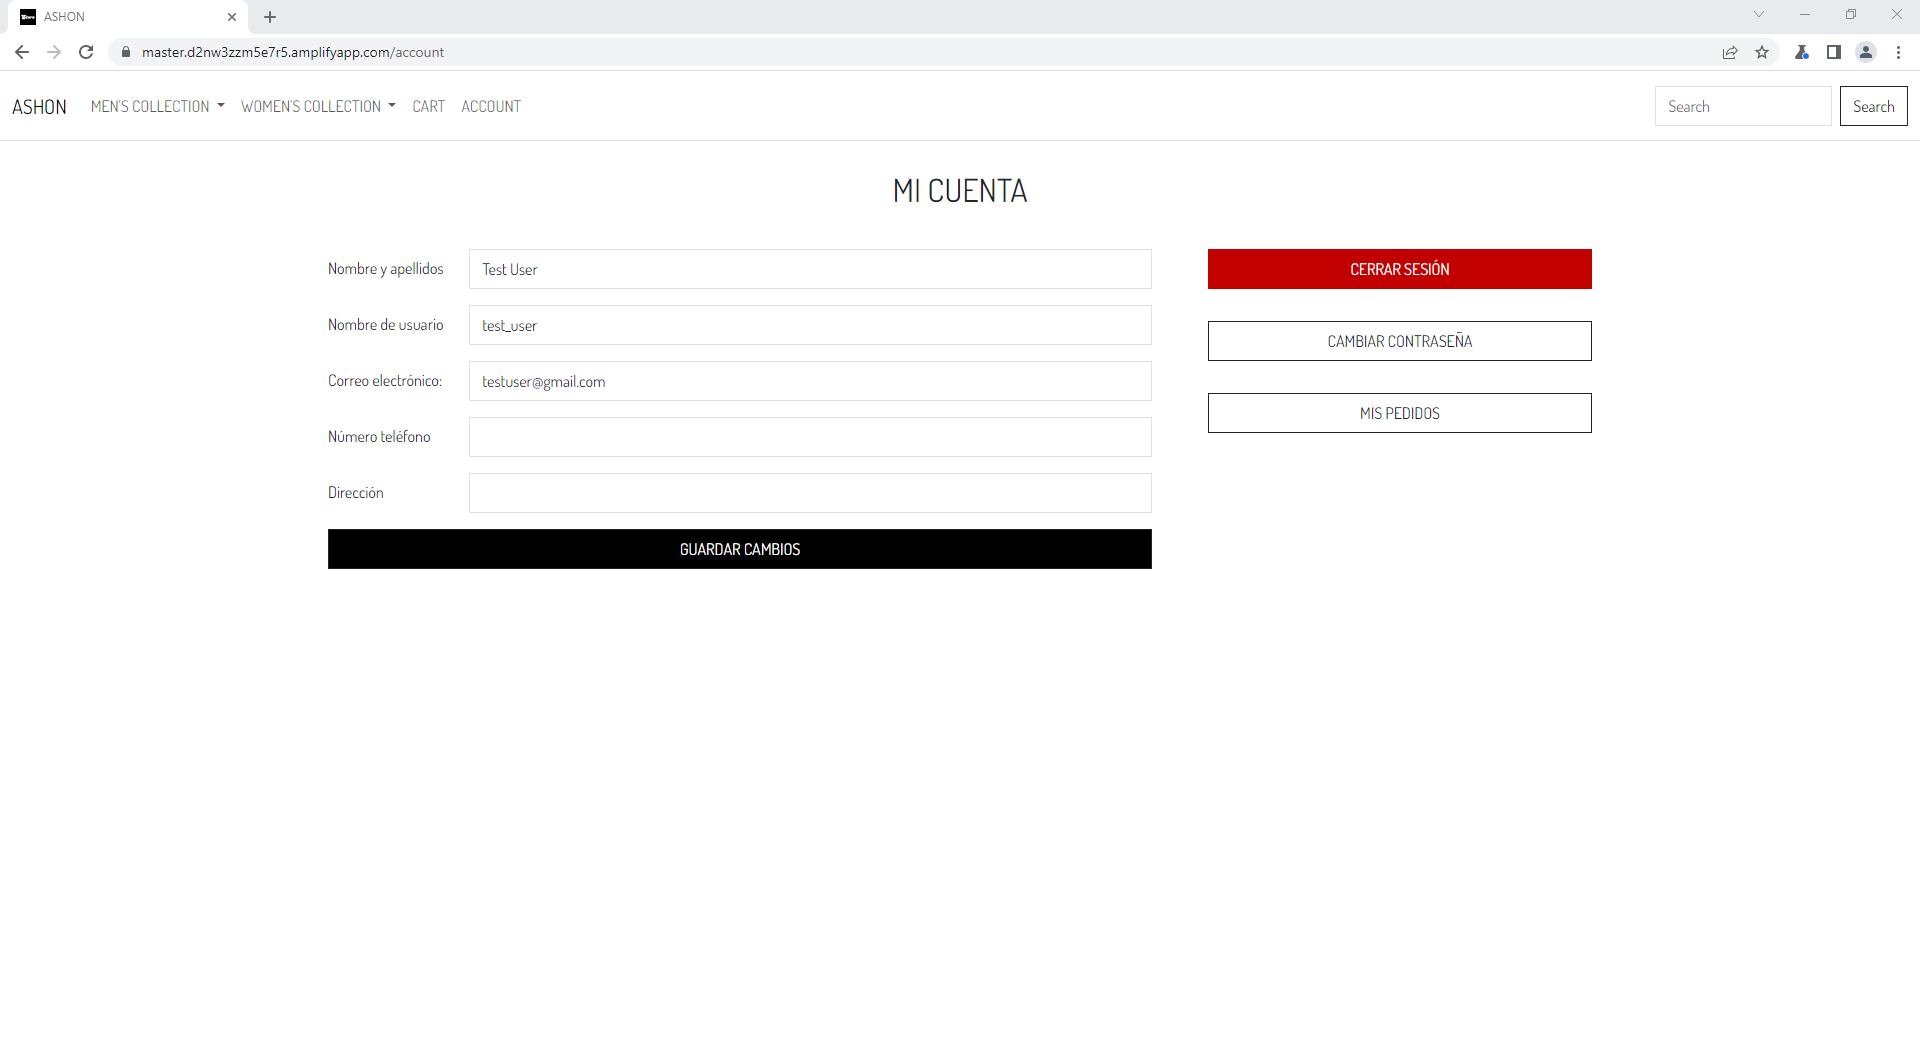 ASHON
master.d2nw3zzm5e7r5.amplifyapp.com/account
ASHON MEN'S COLLECTION WOMEN'S COLLECTION CART ACCOUNT Search Search
MI CUENTA
Nombre y apellidos Test User CERRAR SESIÓN
Nombre de usuario test_user CAMBIAR CONTRASEÑA
Correo electrónico: testuser@gmail.com
Número teléfono MIS PEDIDOS
Dirección
GUARDAR CAMBIOS